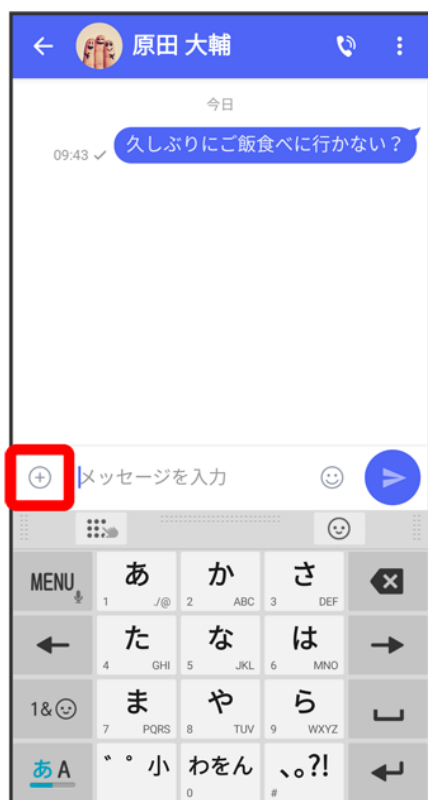 原田 大輔
今日
09:43 久しぶりにご飯食べに行かない？
メッセージを入力
MENU あ 1 ./@ か 2 ABC さ 3 DEF
た 4 GHI な 5 JKL は 6 MNO
1& ま 7 PQRS や 8 TUV ら 9 WXYZ
あA ゛゜小 わをん 0 、。?! #